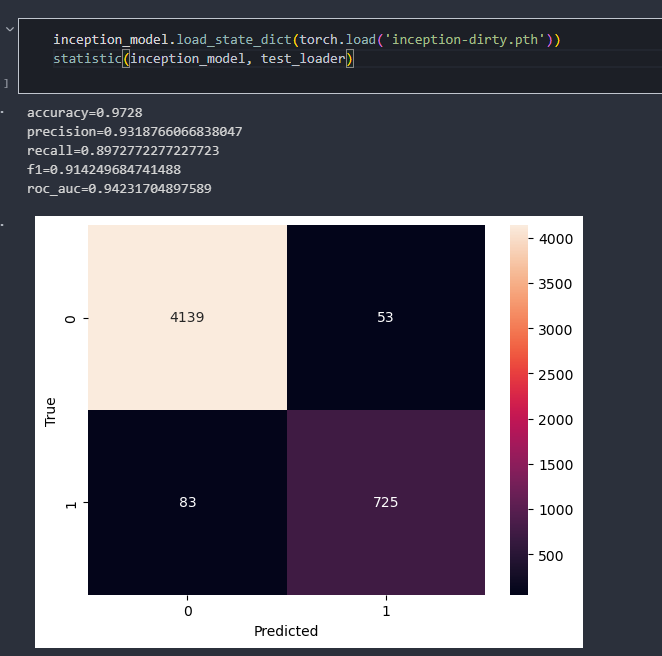 inception_model.load_state_dict(torch.load('inception-dirty.pth'))
statistic(inception_model, test_loader)
]
accuracy=0.9728
precision=0.9318766066838047
recall=0.8972772277227723
f1=0.914249684741488
roc_auc=0.94231704897589
4139
53
83
725
0
1
True
0
1
Predicted
4000
3500
3000
2500
2000
1500
1000
500